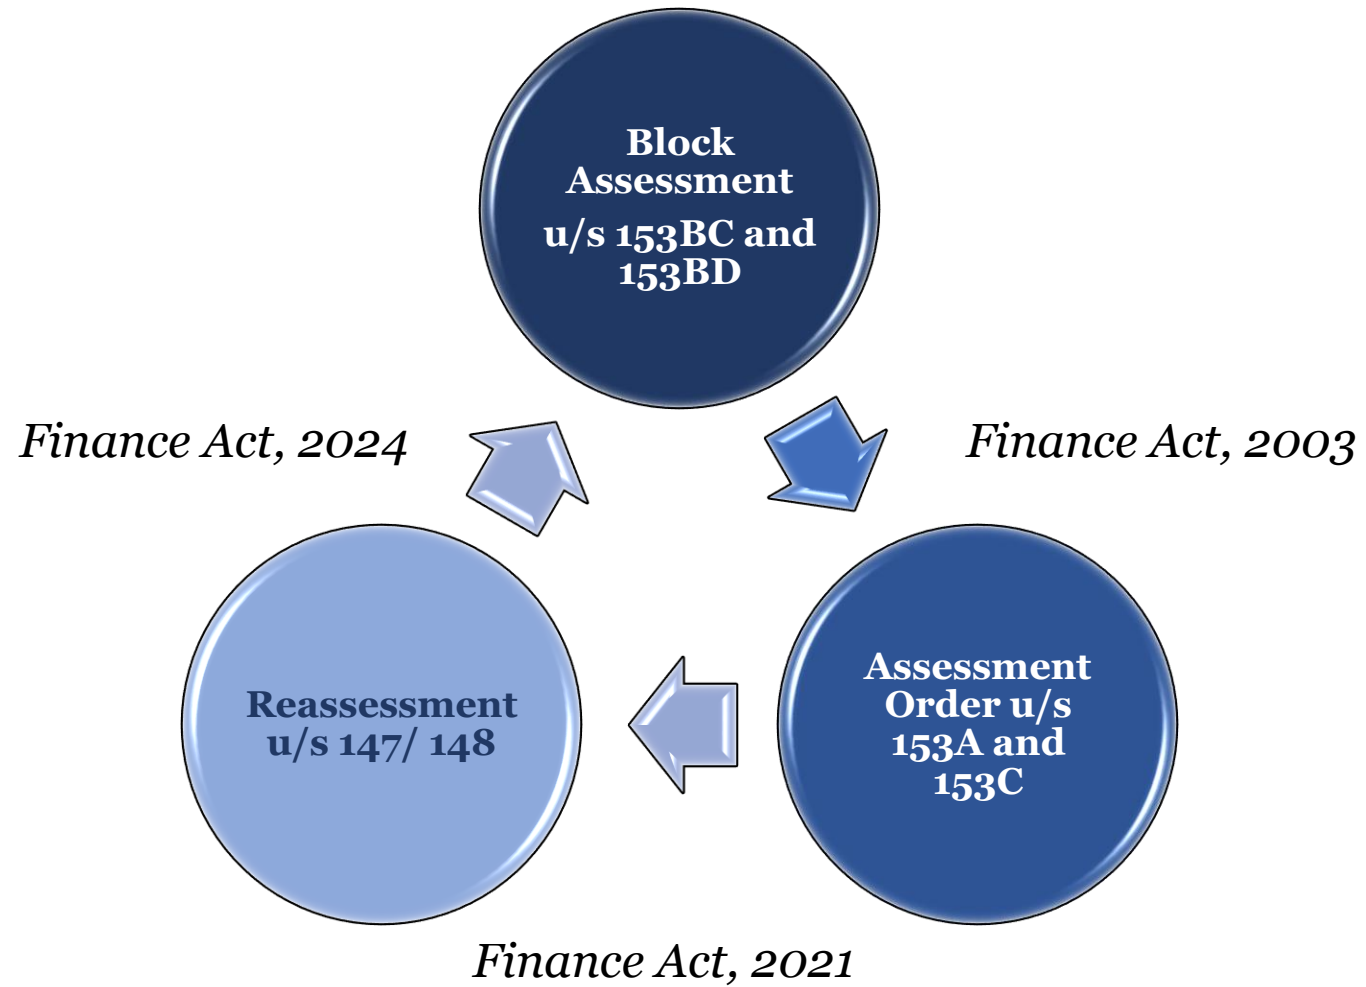 Block
Assessment
u/s 153BC and
153BD
Finance Act, 2024
Finance Act, 2003
Reassessment
u/s 147/ 148
Assessment
Order u/s
153A and
153C
Finance Act, 2021